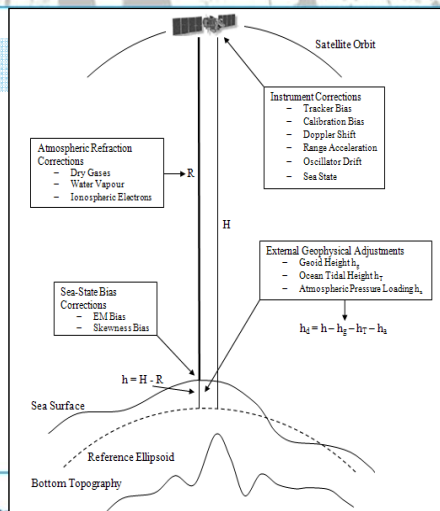 Satellite Orbit
Instrument Corrections
– Tracker Bias
– Calibration Bias
– Doppler Shift
– Range Acceleration
– Oscillator Drift
– Sea State
Atmospheric Refraction
Corrections
– Dry Gases
– Water Vapour
– Ionospheric Electrons
R
H
External Geophysical Adjustments
– Geoid Height hg
– Ocean Tidal Height hT
– Atmospheric Pressure Loading ha
hd = h – hg – hT – ha
Sea-State Bias
Corrections
– EM Bias
– Skewness Bias
h = H - R
Sea Surface
Reference Ellipsoid
Bottom Topography